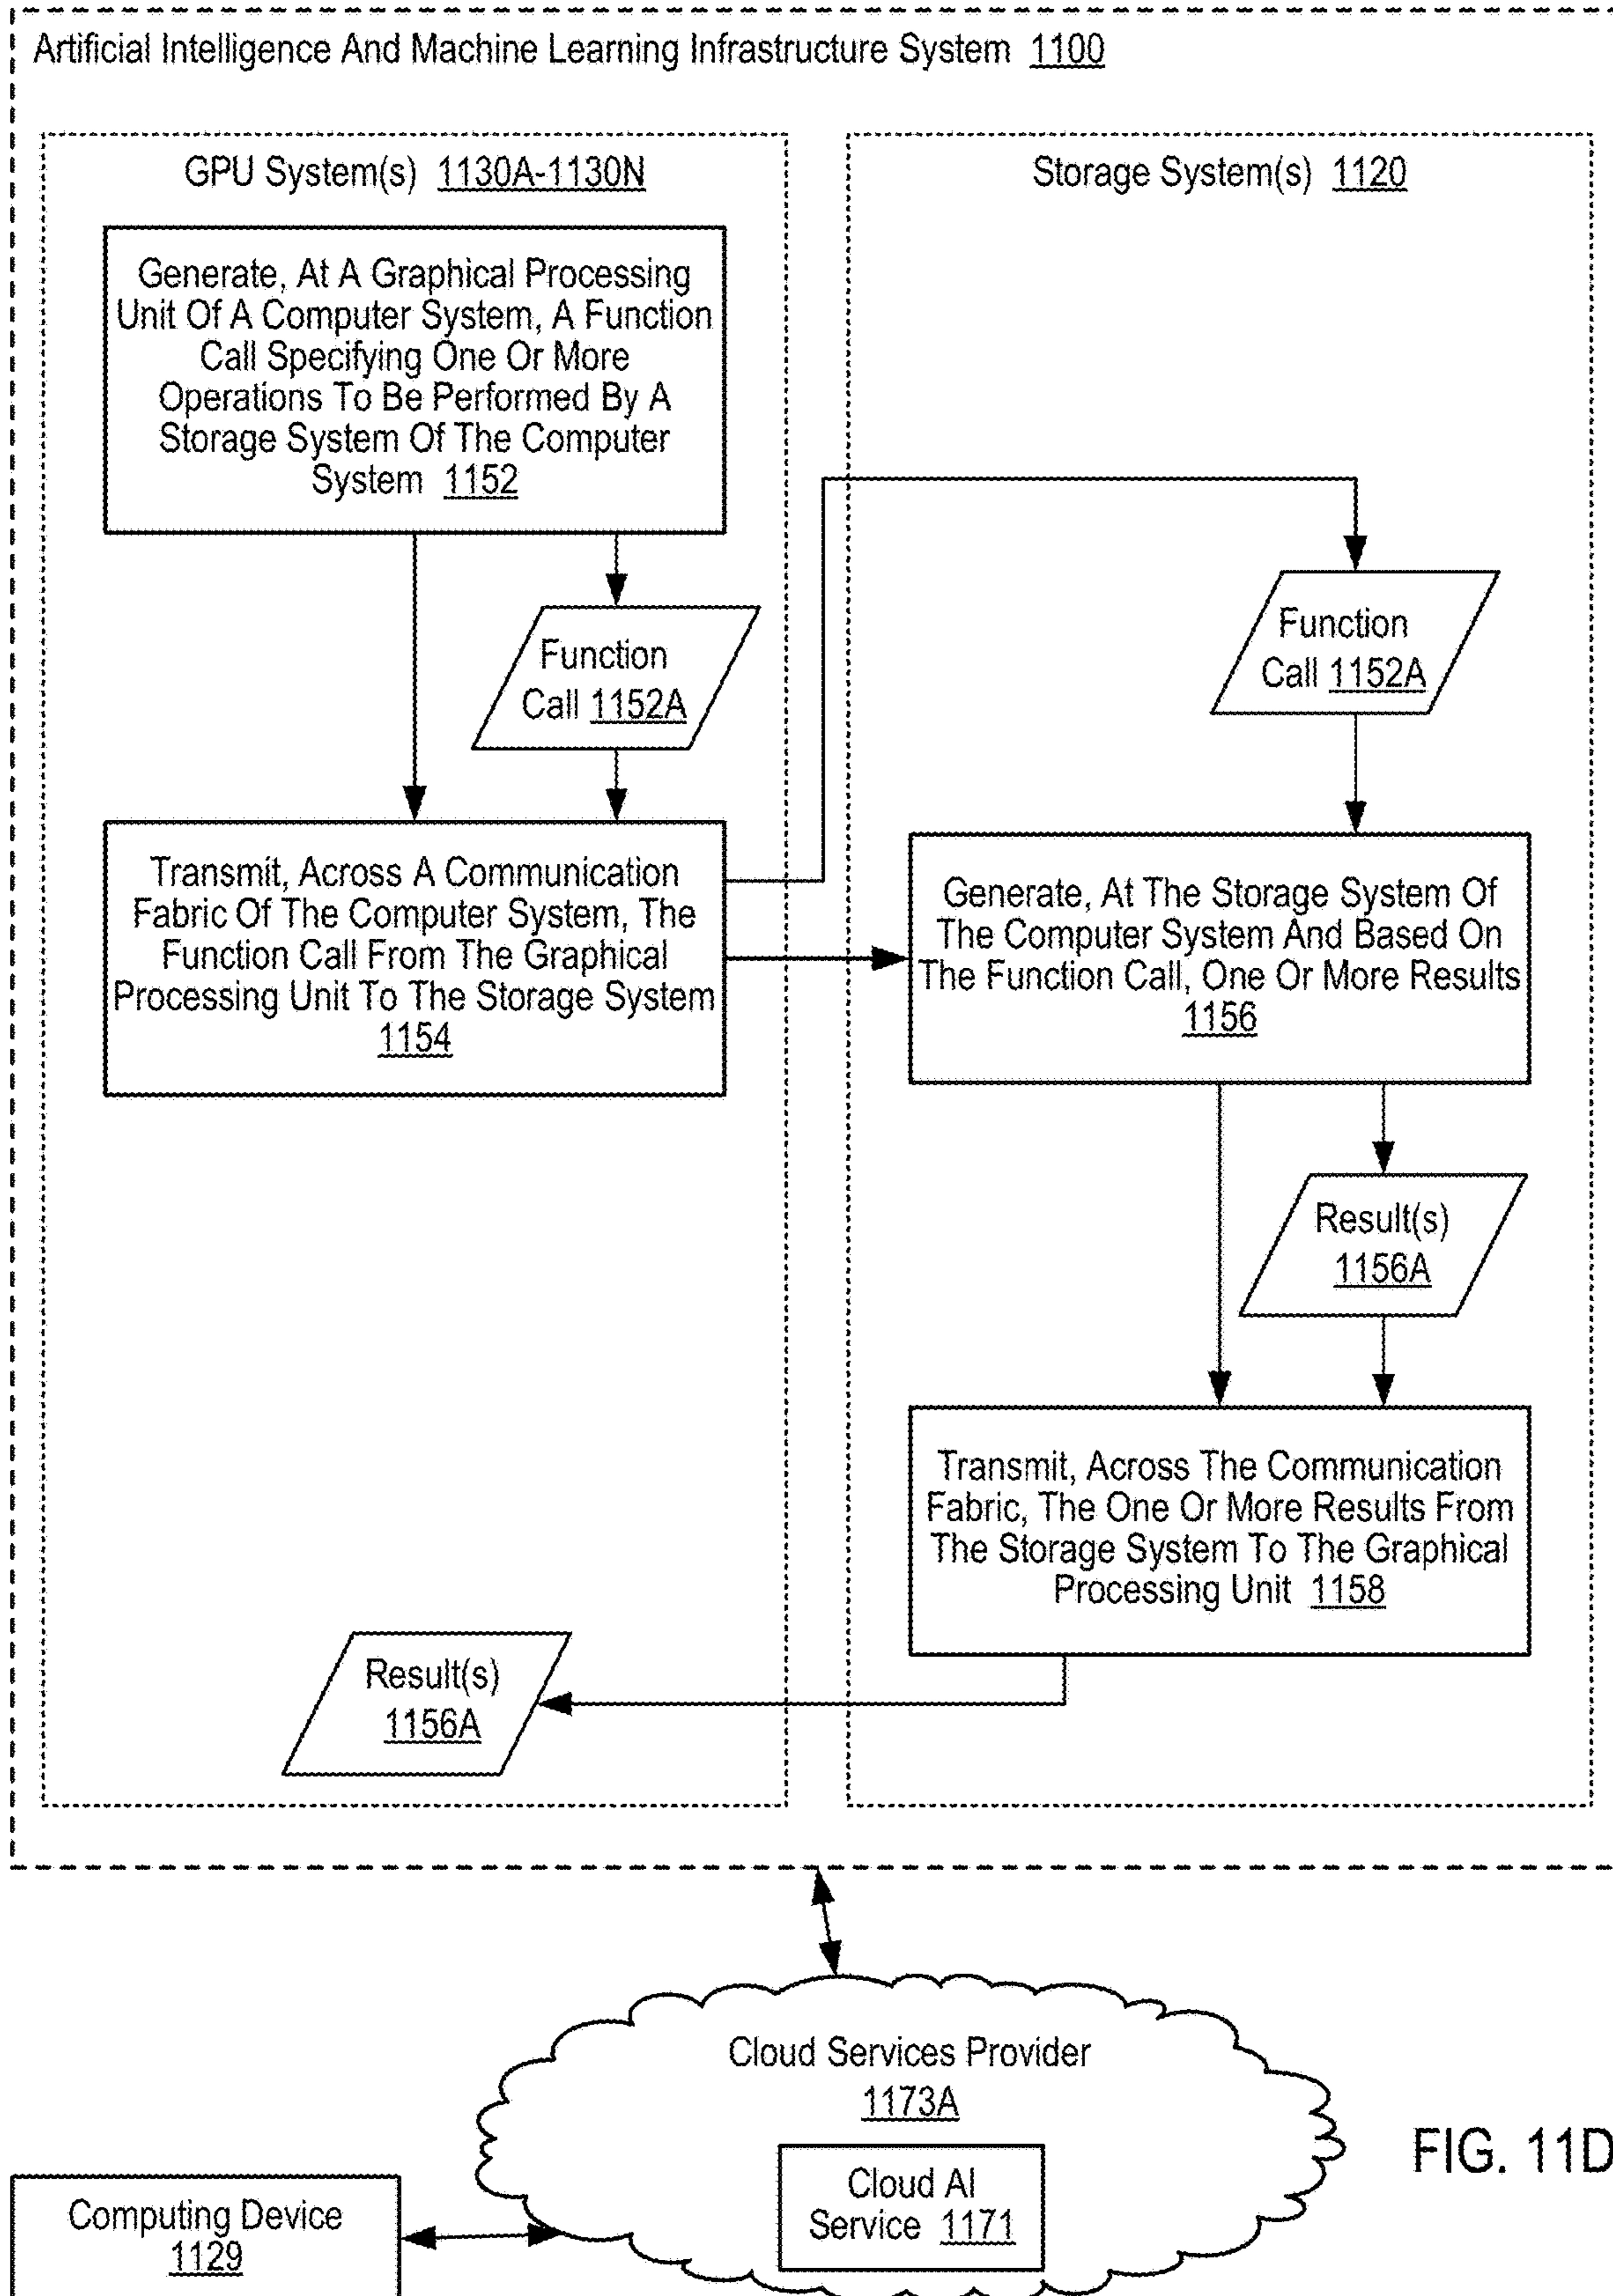 Artificial Intelligence And Machine Learning Infrastructure System 1100
GPU System(s) 1130A-1130N
Generate, At A Graphical Processing
Unit Of A Computer System, A Function
Call Specifying One Or More
Operations To Be Performed By A
Storage System Of The Computer
System 1152
Function
Call 1152A
Transmit, Across A Communication
Fabric Of The Computer System, The
Function Call From The Graphical
Processing Unit To The Storage System
1154
Storage System(s) 1120
Function
Call 1152A
Generate, At The Storage System Of
The Computer System And Based On
The Function Call, One Or More Results
1156
Result(s)
1156A
Transmit, Across The Communication
Fabric, The One Or More Results From
The Storage System To The Graphical
Processing Unit 1158
Result(s)
1156A
Cloud Services Provider
1173A
Cloud AI
Service 1171
Computing Device
1129
FIG. 11D